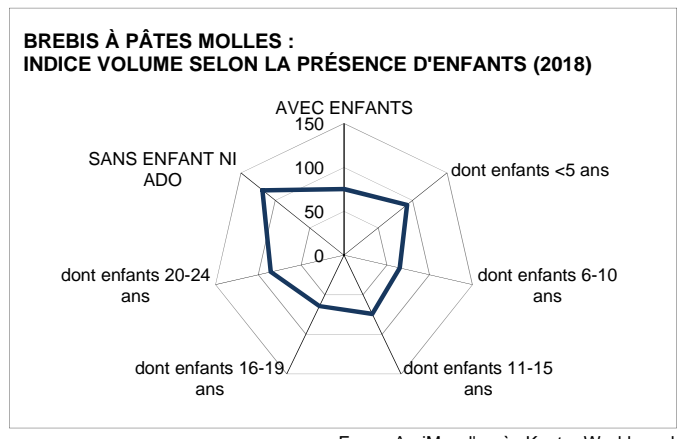 BREBIS À PÂTES MOLLES :
INDICE VOLUME SELON LA PRÉSENCE D'ENFANTS (2018)
AVEC ENFANTS
150
100
50
0
dont enfants <5 ans
dont enfants 6-10
ans
dont enfants 11-15
ans
dont enfants 16-19
ans
dont enfants 20-24
ans
SANS ENFANT NI
ADO